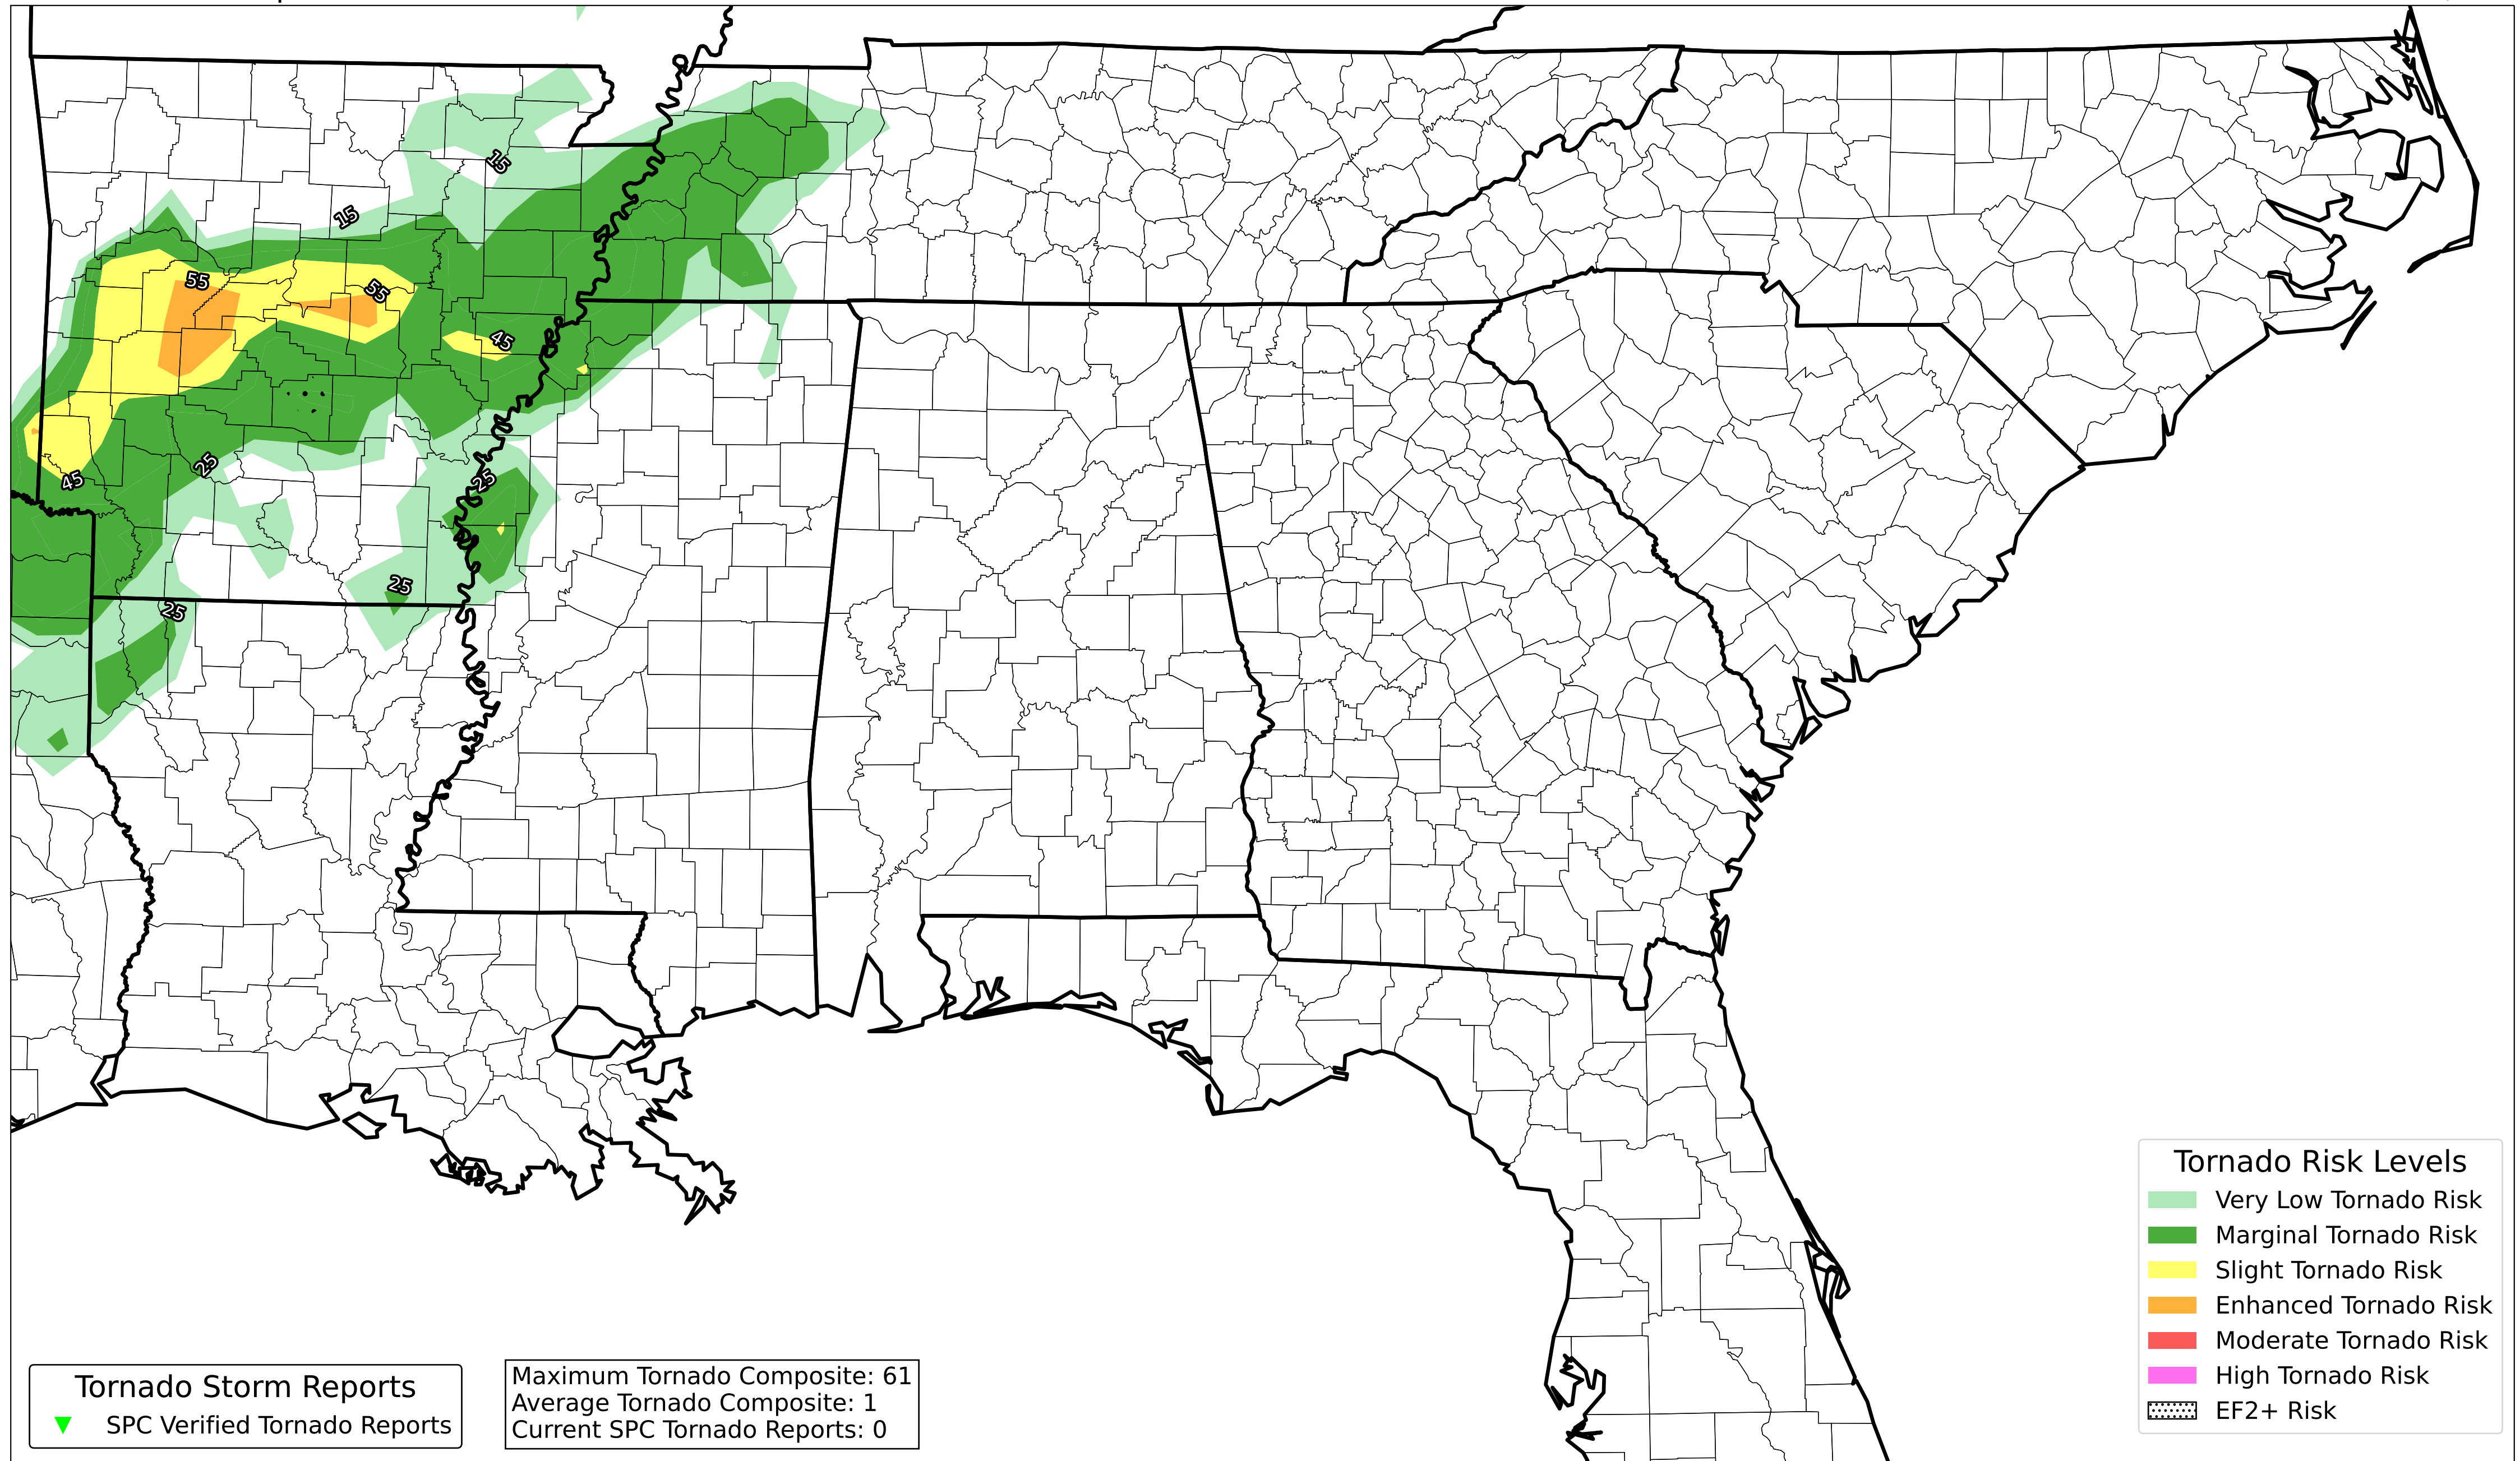 15
15
55
55
45
25
45
25
25
25
Tornado Risk Levels
Very Low Tornado Risk
Marginal Tornado Risk
Slight Tornado Risk
Enhanced Tornado Risk
Moderate Tornado Risk
High Tornado Risk
EF2+ Risk
Tornado Storm Reports
SPC Verified Tornado Reports
Maximum Tornado Composite: 61
Average Tornado Composite: 1
Current SPC Tornado Reports: 0